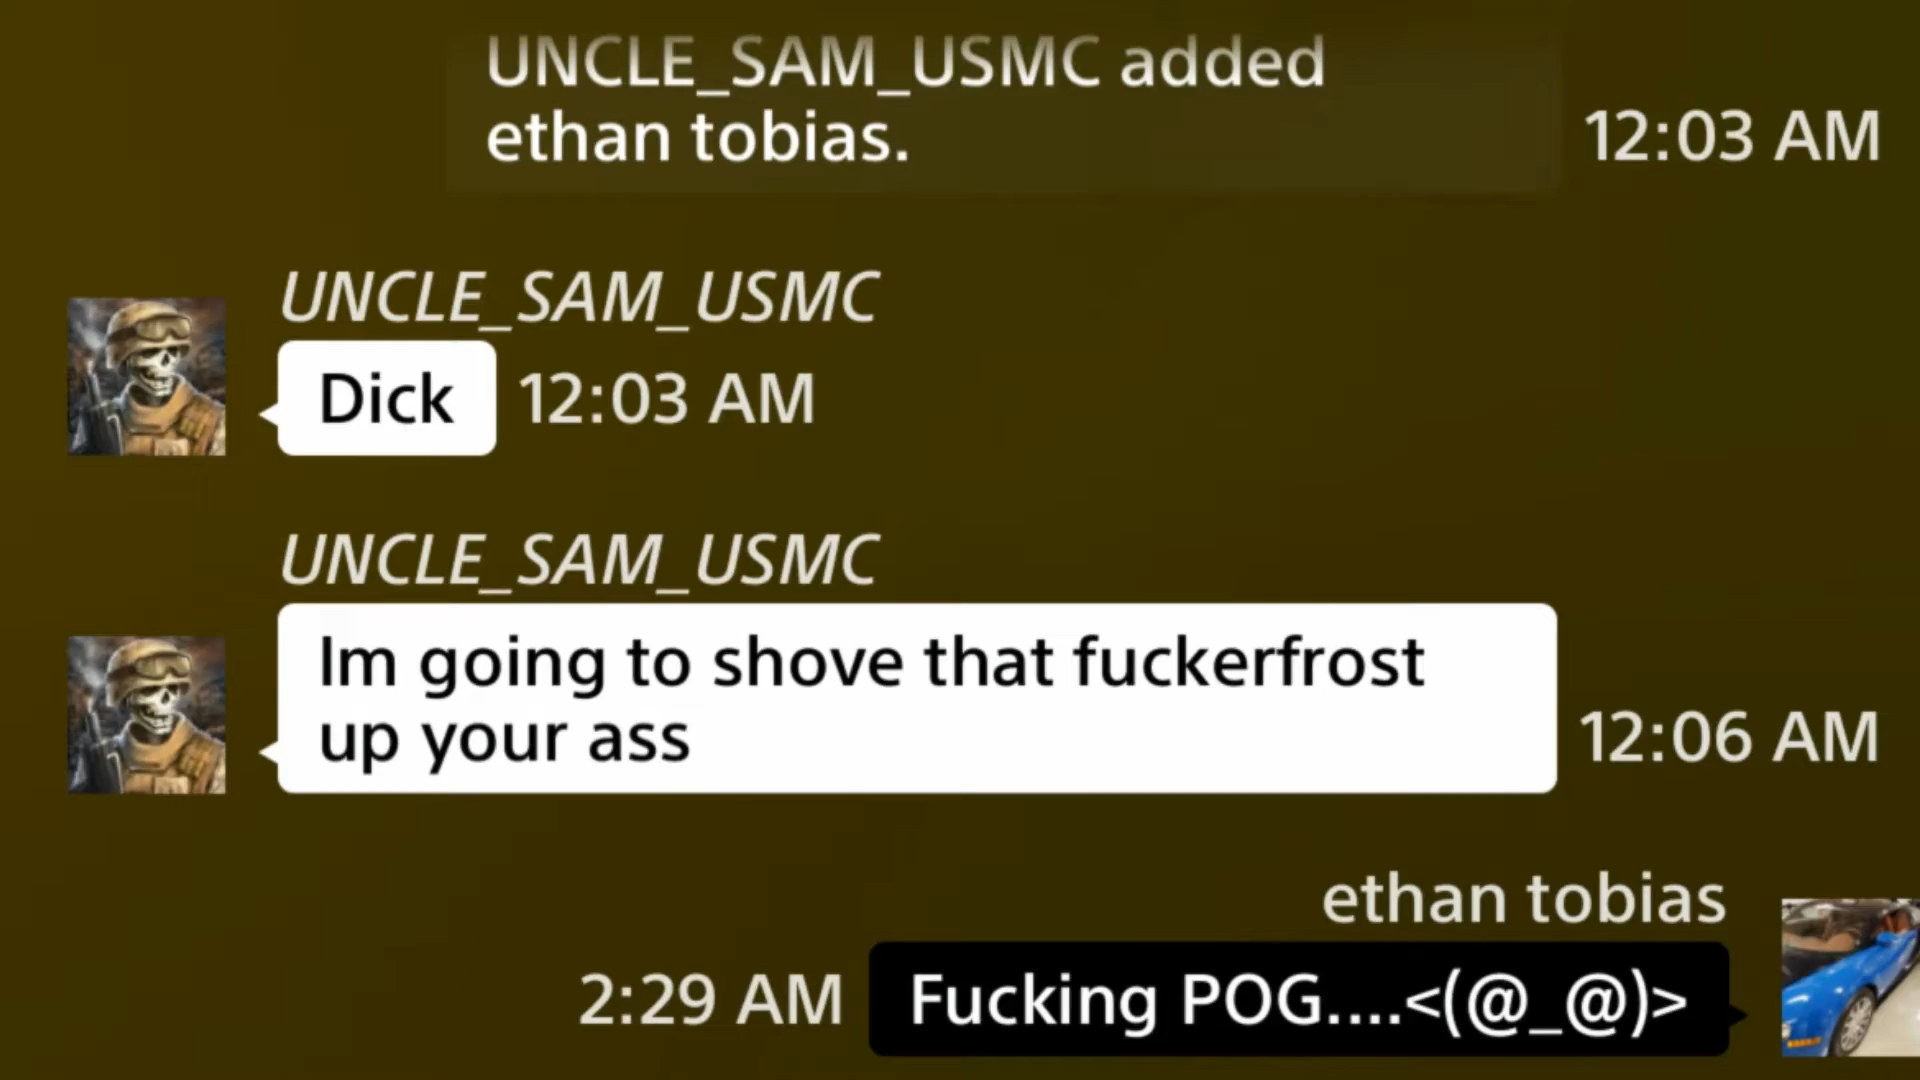 UNCLE_SAM_USMC added
ethan tobias.
12:03 AM
UNCLE_SAM_USMC
Dick 12:03 AM
UNCLE_SAM_USMC
Im going to shove that fuckerfrost
up your ass
12:06 AM
ethan tobias
2:29 AM Fucking POG....<(@_@)>